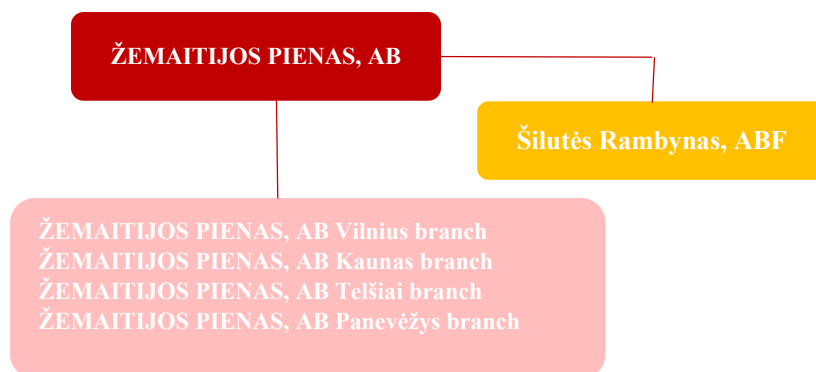 ŽEMAITIJOS PIENAS, AB
Šilutės Rambynas, ABF
ŽEMAITIJOS PIENAS, AB Vilnius branch
ŽEMAITIJOS PIENAS, AB Kaunas branch
ŽEMAITIJOS PIENAS, AB Telšiai branch
ŽEMAITIJOS PIENAS, AB Panevėžys branch